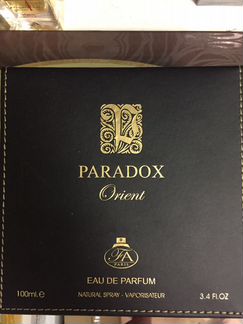 P
PARADOX
Orient
FA
PARIS
EAU DE PARFUM
100ml.e NATURAL SPRAY - VAPORISATEUR 3.4 FL.OZ